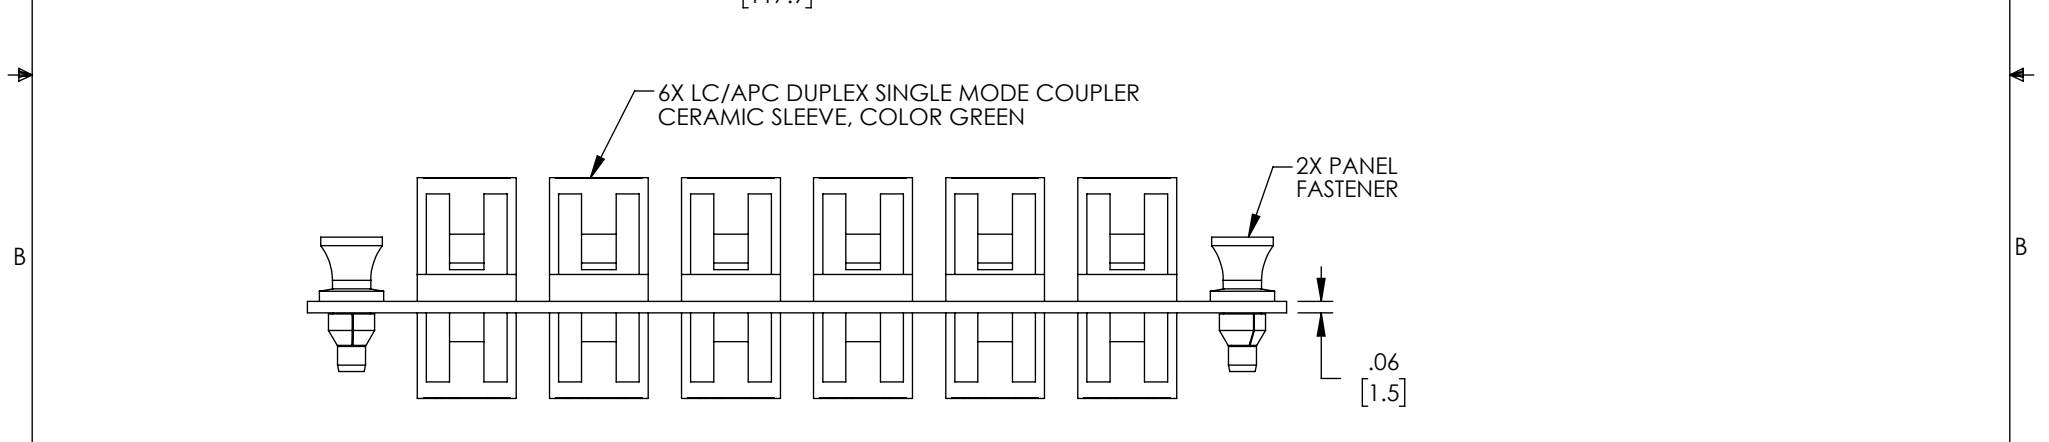 6X LC/APC DUPLEX SINGLE MODE COUPLER
CERAMIC SLEEVE, COLOR GREEN
2X PANEL
FASTENER
B
B
.06
[1.5]